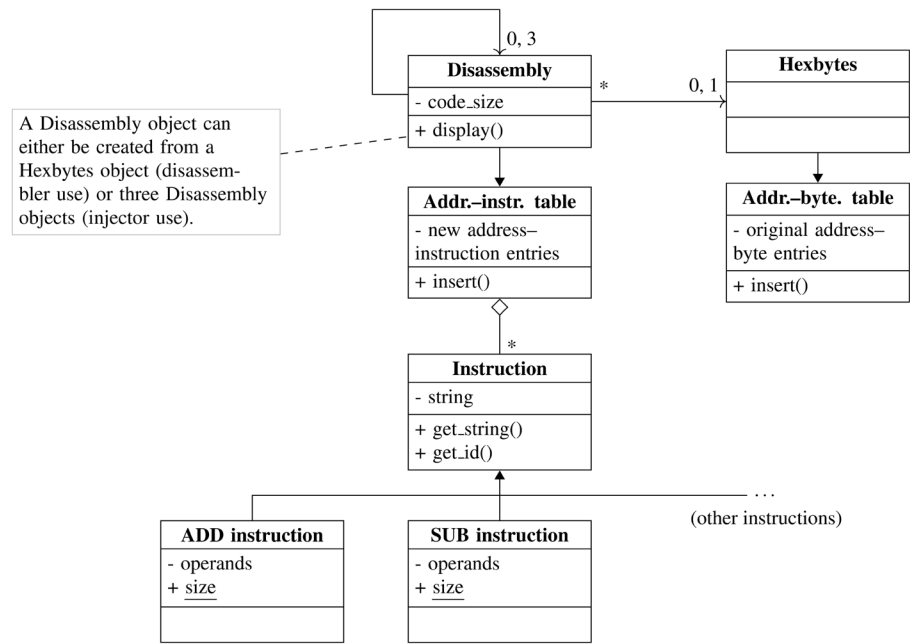 0, 3
Disassembly
- code_size
+ display()
*
0, 1
Hexbytes
A Disassembly object can
either be created from a
Hexbytes object (disassem-
bler use) or three Disassembly
objects (injector use).
Addr.–instr. table
- new address–
instruction entries
+ insert()
Addr.–byte. table
- original address–
byte entries
+ insert()
*
Instruction
- string
+ get_string()
+ get_id()
...
(other instructions)
ADD instruction
- operands
+ size
SUB instruction
- operands
+ size